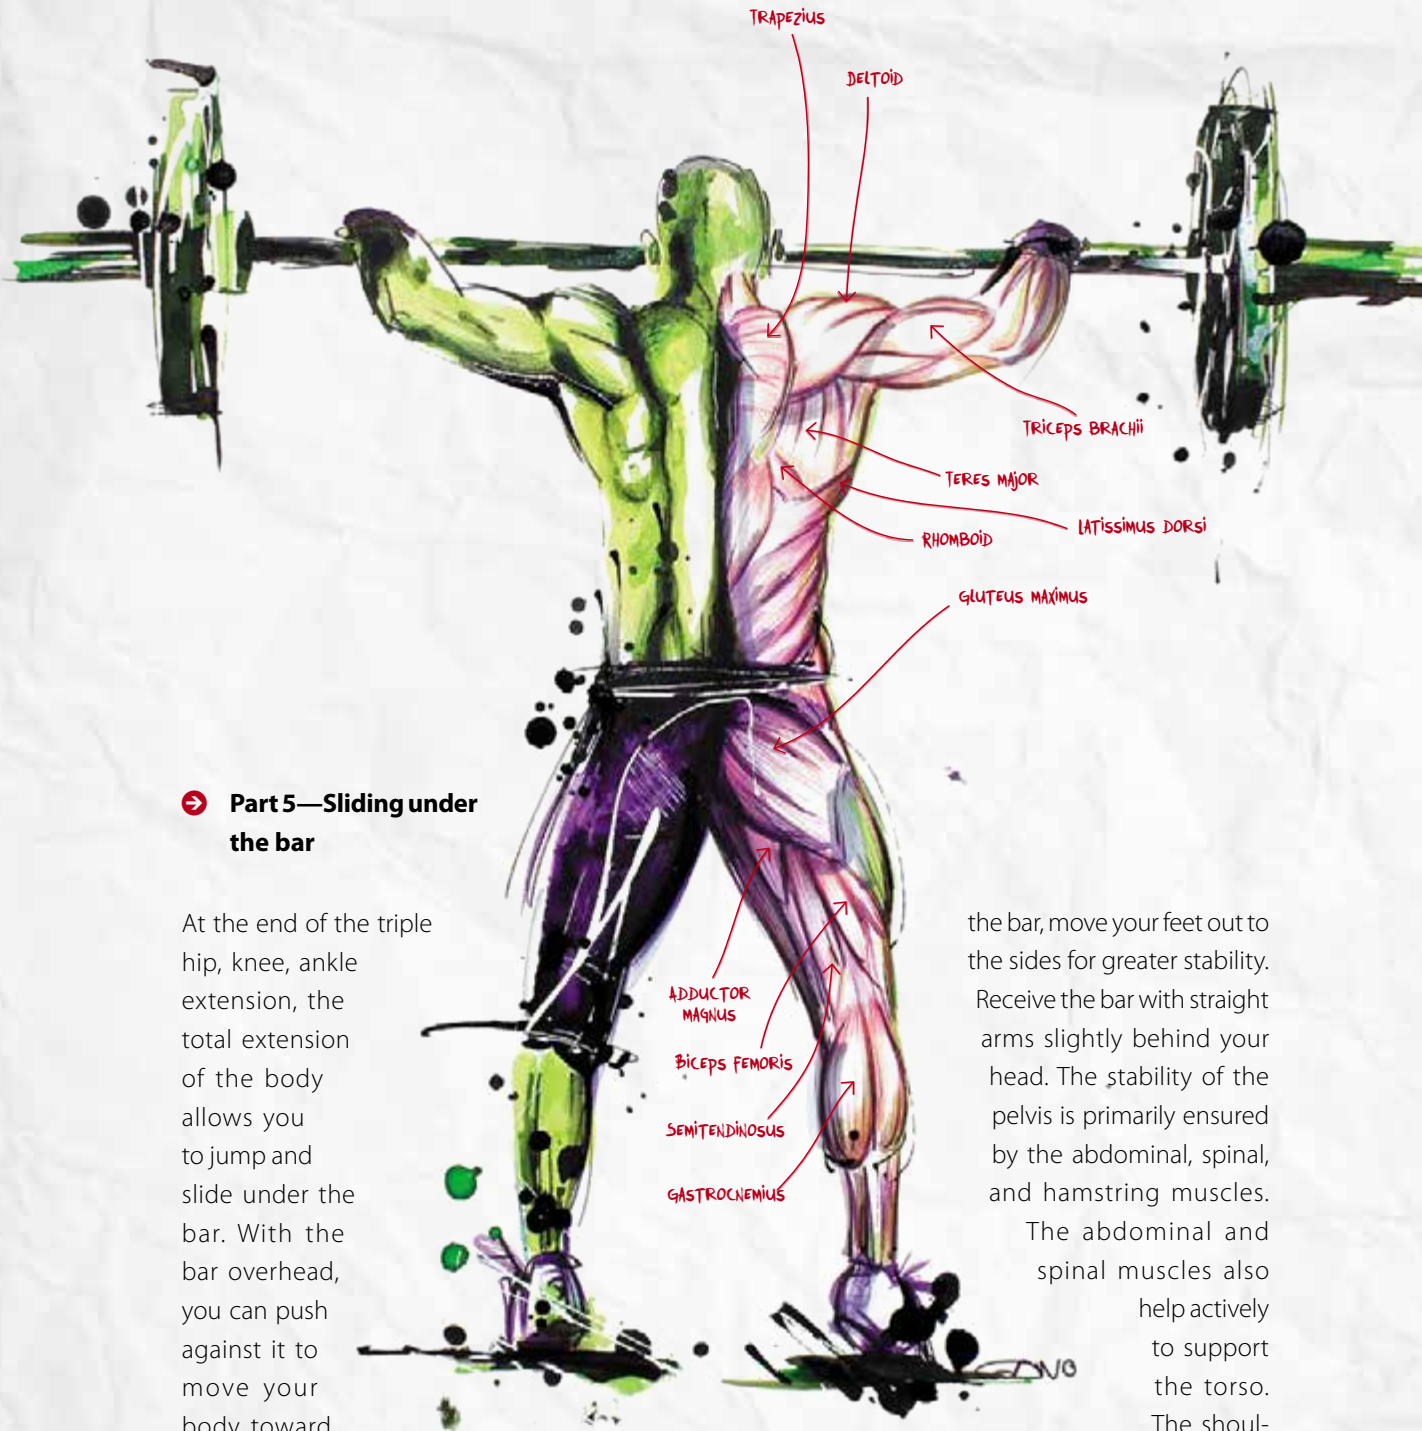 TRAPEZIUS
DELTOID
TRICEPS BRACHII
TERES MAJOR
LATISSIMUS DORSI
RHOMBOID
GLUTEUS MAXIMUS
Part 5—Sliding under
the bar
At the end of the triple
hip, knee, ankle
extension, the
total extension
of the body
allows you
to jump and
slide under the
bar. With the
bar overhead,
you can push
against it to
move your
body toward
ADDUCTOR
MAGNUS
BICEPS FEMORIS
SEMITENDINOSUS
GASTROCNEMIUS
the bar, move your feet out to
the sides for greater stability.
Receive the bar with straight
arms slightly behind your
head. The stability of the
pelvis is primarily ensured
by the abdominal, spinal,
and hamstring muscles.
The abdominal and
spinal muscles also
help actively
to support
the torso.
The shoul-